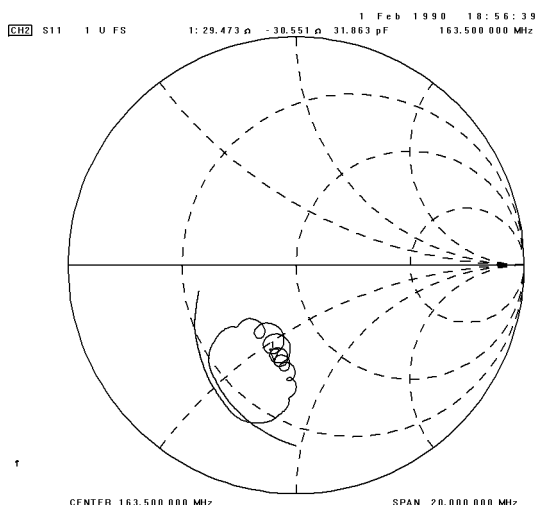 1 Feb 1990 18:56:39
CH2 S11 1 U FS 1: 29.473 Ω -30.551 Ω 31.863 pF 163.500 000 MHz
CENTER 163.500 000 MHz SPAN 20.000 000 MHz